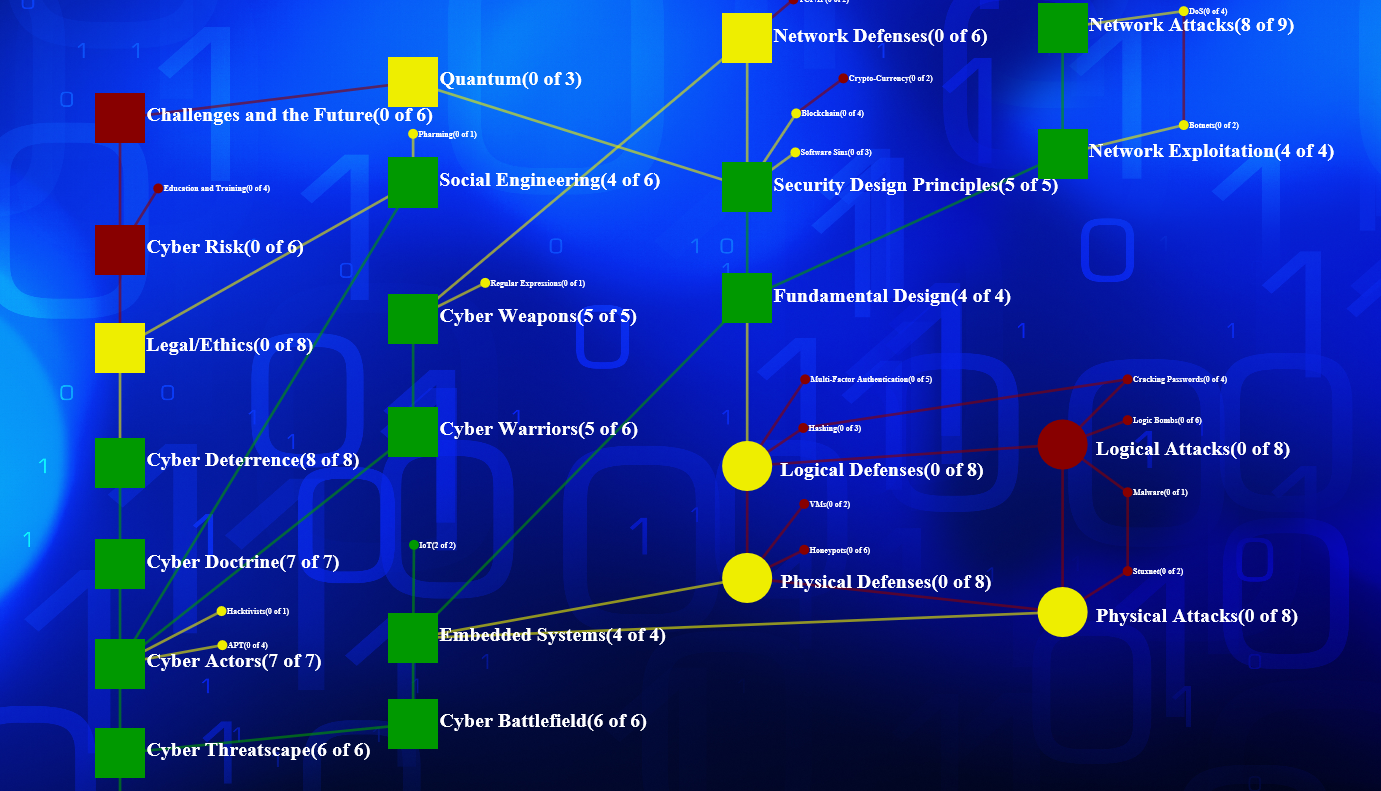 Network Defenses(0 of 6)
DoS(0 of 4)
Network Attacks(8 of 9)
Quantum(0 of 3)
Crypto-Currency(0 of 2)
Challenges and the Future(0 of 6)
Blockchain(0 of 4)
Botnets(0 of 2)
Pharming(0 of 1)
Software Sins(0 of 3)
Network Exploitation(4 of 4)
Social Engineering(4 of 6)
Security Design Principles(5 of 5)
Education and Training(0 of 4)
Cyber Risk(0 of 6)
Regular Expressions(0 of 1)
Fundamental Design(4 of 4)
Cyber Weapons(5 of 5)
Legal/Ethics(0 of 8)
Multi-Factor Authentication(0 of 5)
Cracking Passwords(0 of 4)
Logic Bombs(0 of 6)
Hashing(0 of 3)
Cyber Warriors(5 of 6)
Logical Attacks(0 of 8)
Cyber Deterrence(8 of 8)
Logical Defenses(0 of 8)
Malware(0 of 1)
VMs(0 of 2)
IoT(2 of 2)
Honeypots(0 of 6)
Cyber Doctrine(7 of 7)
Stuxnet(0 of 2)
Physical Defenses(0 of 8)
Hacktivists(0 of 1)
Physical Attacks(0 of 8)
Embedded Systems(4 of 4)
APT(0 of 4)
Cyber Actors(7 of 7)
Cyber Battlefield(6 of 6)
Cyber Threatscape(6 of 6)